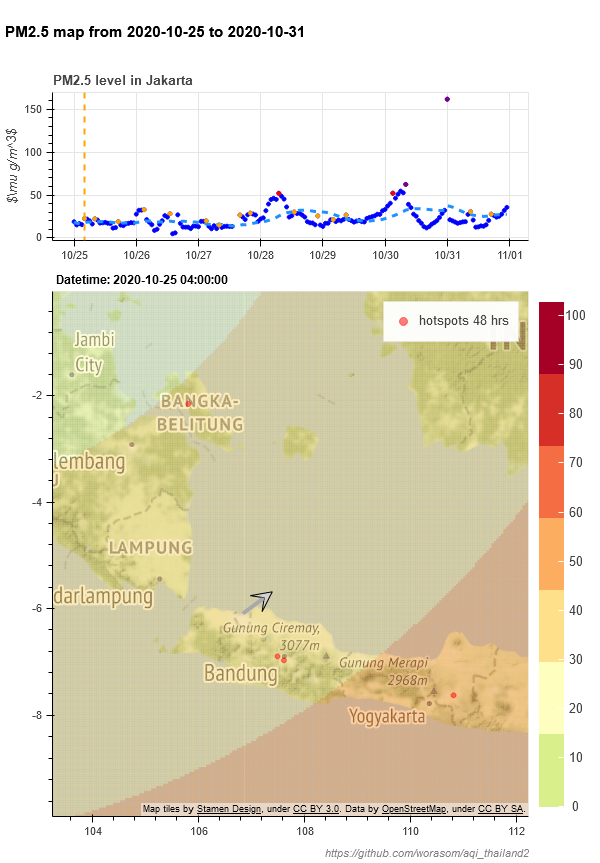 PM2.5 map from 2020-10-25 to 2020-10-31
PM2.5 level in Jakarta
$\mu g/m^3$
150
100
50
0
10/25
10/26
10/27
10/28
10/29
10/30
10/31
11/01
Datetime: 2020-10-25 04:00:00
hotspots 48 hrs
Jambi
City
BANGKA-
BELITUNG
lembang
LAMPUNG
darlampung
Gunung Ciremay,
3077m
Bandung
Gunung Merapi
2968m
Yogyakarta
IN
-2
-4
-6
-8
104
106
108
110
112
100
90
80
70
60
50
40
30
20
10
0
Map tiles by Stamen Design, under CC BY 3.0. Data by OpenStreetMap, under CC BY SA.
https://github.com/worasom/aqi_thailand2